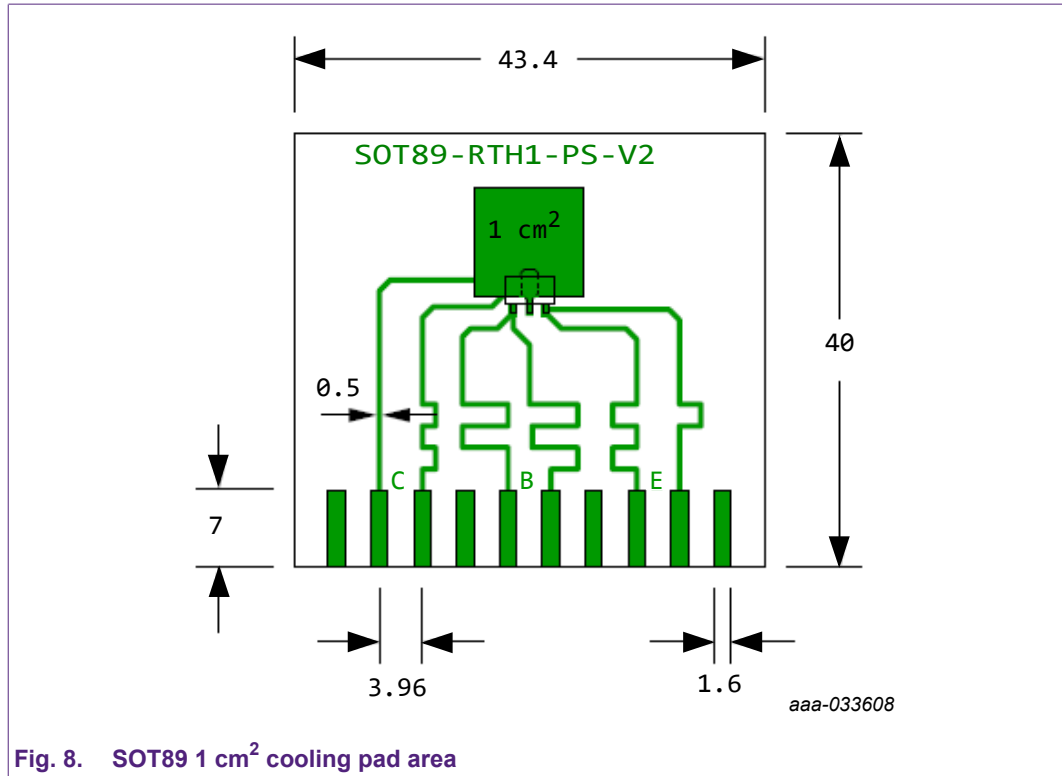 43.4
SOT89-RTH1-PS-V2
1 cm²
40
0.5
C B E
7
3.96
1.6
aaa-033608
Fig. 8. SOT89 1 cm² cooling pad area